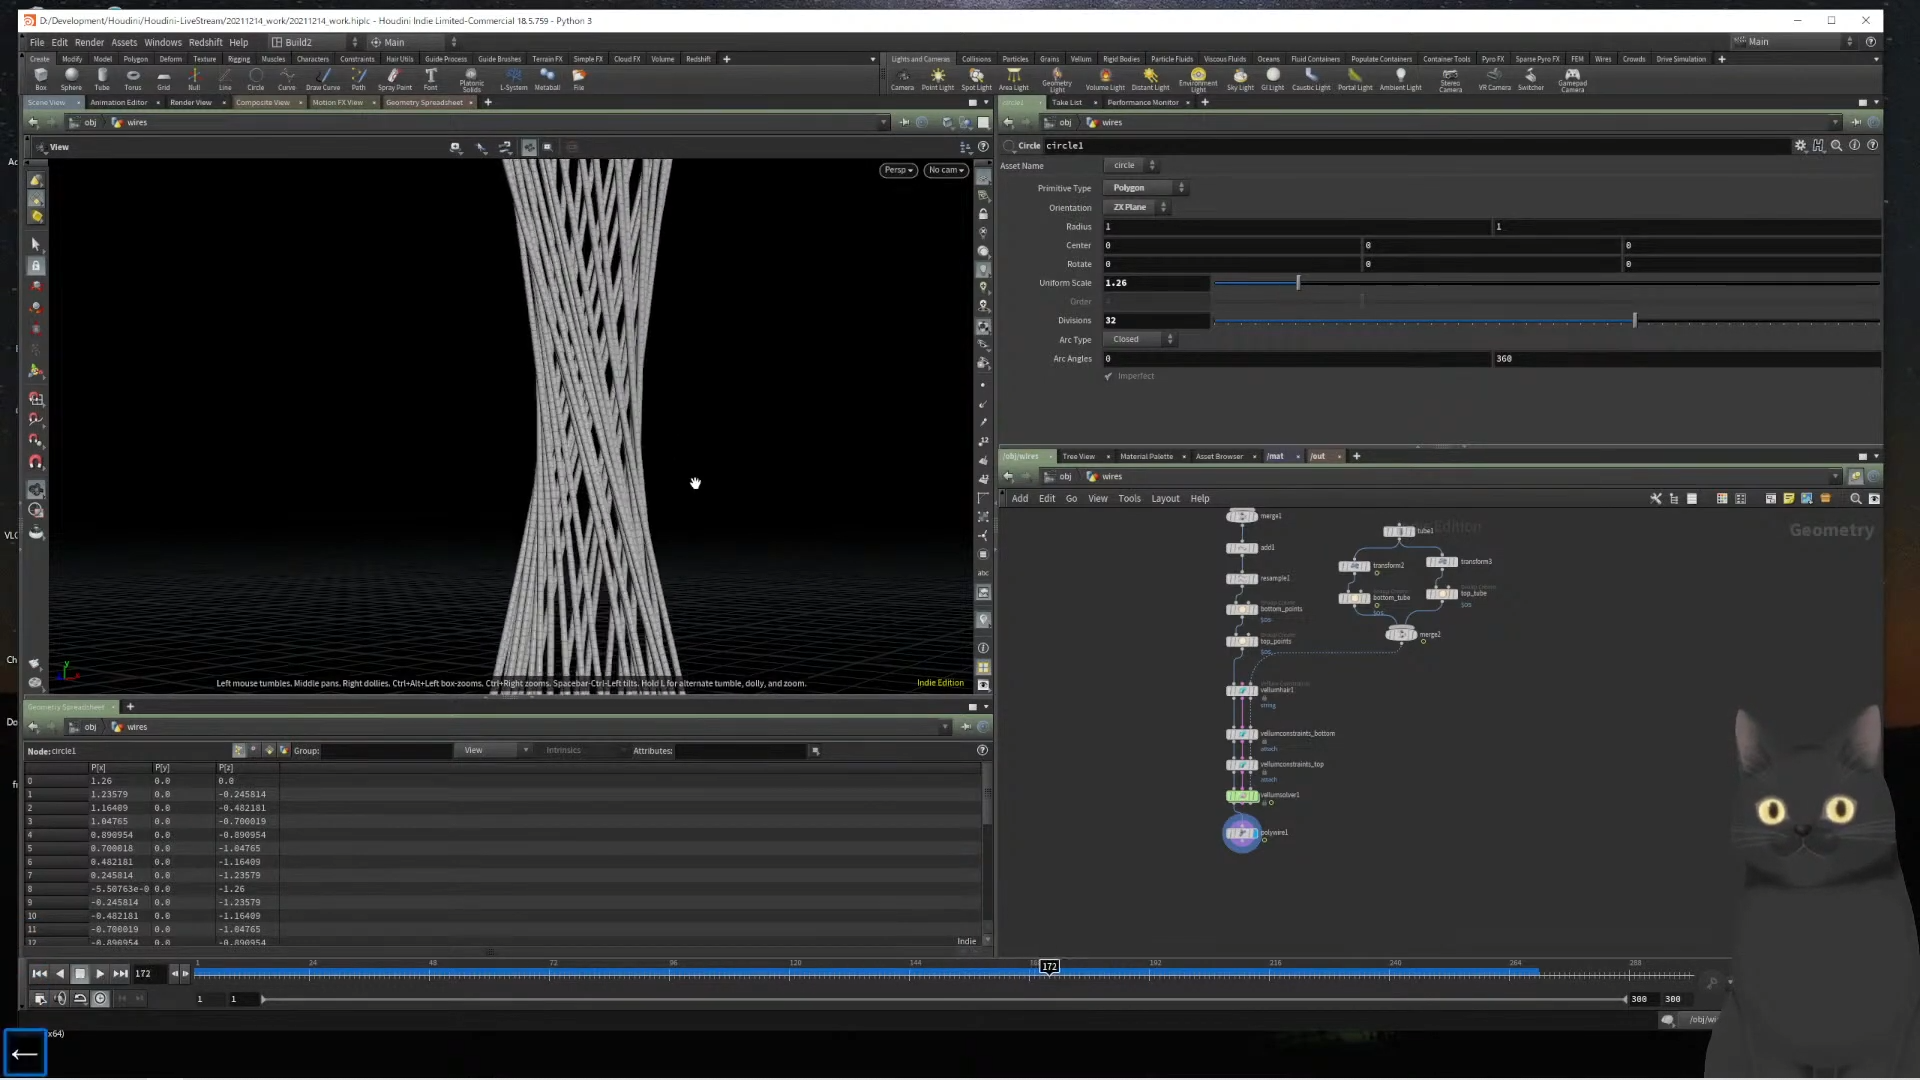 D:/Development/Houdini/Houdini-LiveStream/20211214_work/20211214_work.hiplc - Houdini Indie Limited-Commercial 18.5.759 - Python 3
File Edit Render Assets Windows Redshift Help Build2 Main Main
Create Modify Model Polygon Deform Texture Rigging Muscles Characters Constraints Hair Utils Guide Process Guide Brushes Terrain FX Simple FX Cloud FX Volume Redshift
Lights and Cameras Collisions Particles Grains Vellum Rigid Bodies Particle Fluids Viscous Fluids Oceans Fluid Containers Populate Containers Container Tools Pyro FX Sparse Pyro FX FEM Wires Crowds Drive Simulation
Box Sphere Tube Torus Grid Null Line Circle Curve Draw Curve Path Spray Paint Font Platonic Solids L-System Metaball File
Camera Point Light Spot Light Area Light Geometry Light Volume Light Distant Light Environment Light Sky Light GI Light Caustic Light Portal Light Ambient Light Stereo Camera VR Camera Switcher Gamepad Camera
Scene View Animation Editor Render View Composite View Motion FX View Geometry Spreadsheet
circle1 Take List Performance Monitor
obj wires
obj wires
View
Persp No cam
Circle circle1
Asset Name circle
Primitive Type Polygon
Orientation ZX Plane
Radius 1 1
Center 0 0 0
Rotate 0 0 0
Uniform Scale 1.26
Order
Divisions 32
Arc Type Closed
Arc Angles 0 360
Imperfect
Left mouse tumbles. Middle pans. Right dollies. Ctrl+Alt+Left box-zooms. Ctrl+Right zooms. Spacebar-Ctrl-Left tilts. Hold L for alternate tumble, dolly, and zoom.
Indie Edition
/obj/wires Tree View Material Palette Asset Browser /mat /out
obj wires
Add Edit Go View Tools Layout Help
Geometry
merge1
tube1
add1
transform2
transform3
resample1
bottom_tube
top_tube
bottom_points
merge2
top_points
vellumhair1
string
vellumconstraints_bottom
attach
vellumconstraints_top
attach
vellumsolver1
polywire1
Geometry Spreadsheet
obj wires
Node: circle1 Group: View Intrinsics Attributes:
P[x] P[y] P[z]
0 1.26 0.0 0.0
1 1.23579 0.0 -0.245814
2 1.16409 0.0 -0.482181
3 1.04765 0.0 -0.700019
4 0.890954 0.0 -0.890954
5 0.700018 0.0 -1.04765
6 0.482181 0.0 -1.16409
7 0.245814 0.0 -1.23579
8 -5.50763e-0 0.0 -1.26
9 -0.245814 0.0 -1.23579
10 -0.482181 0.0 -1.16409
11 -0.700019 0.0 -1.04765
12 -0.890954 0.0 -0.890954
Indie
172
1 24 48 72 96 120 144 172 192 216 240 264 288
1 1 300 300
x64)
/obj/wi